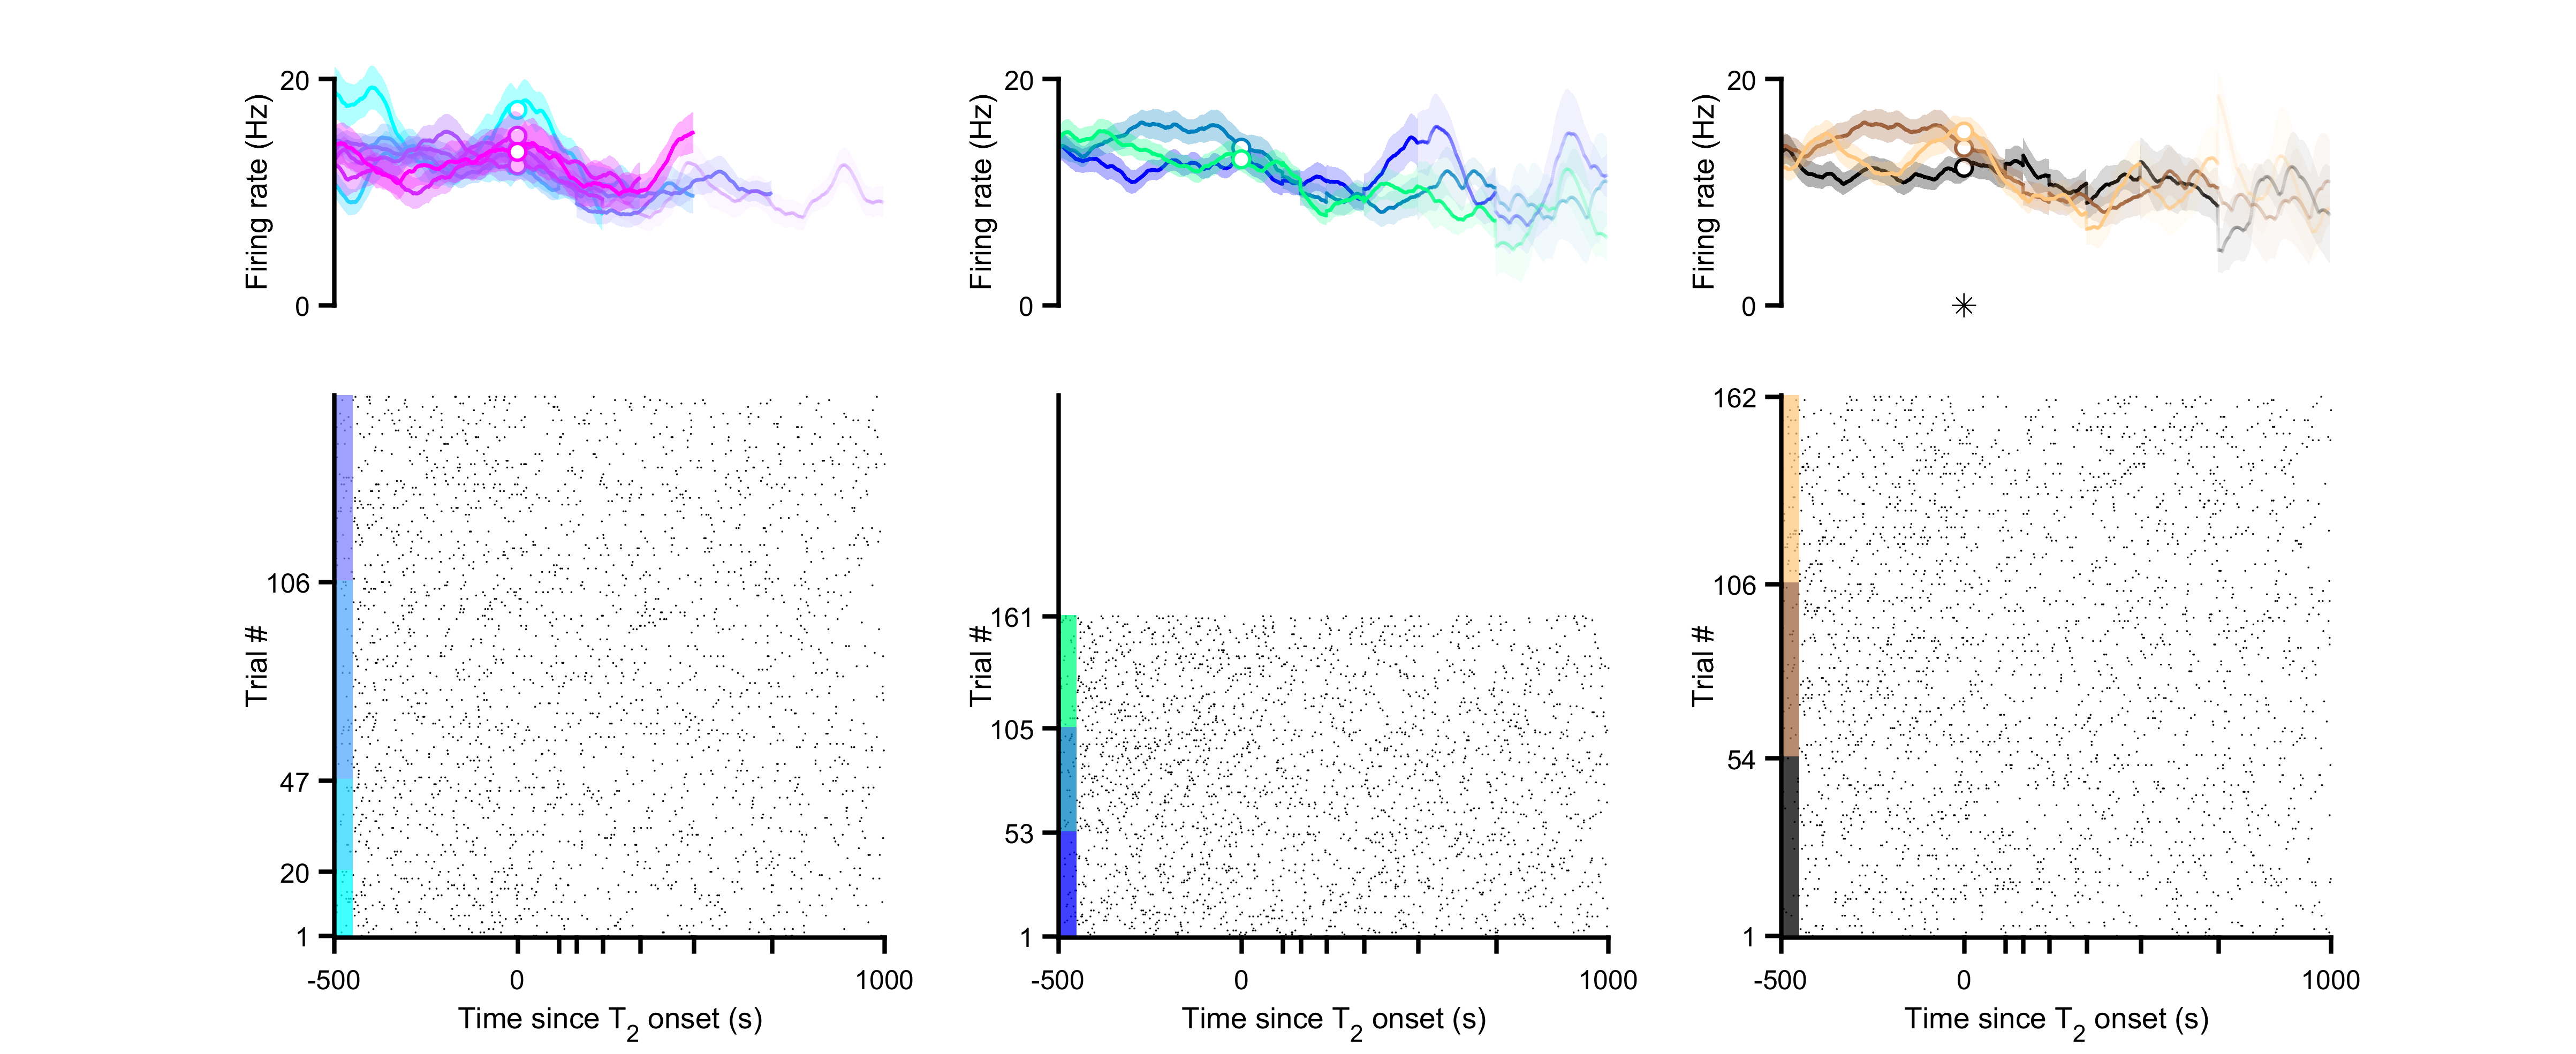 20
Firing rate (Hz)
0
20
Firing rate (Hz)
0
20
Firing rate (Hz)
0
106
47
20
1
Trial #
-500 0 1000
Time since T2 onset (s)
161
105
53
1
Trial #
-500 0 1000
Time since T2 onset (s)
162
106
54
1
Trial #
-500 0 1000
Time since T2 onset (s)